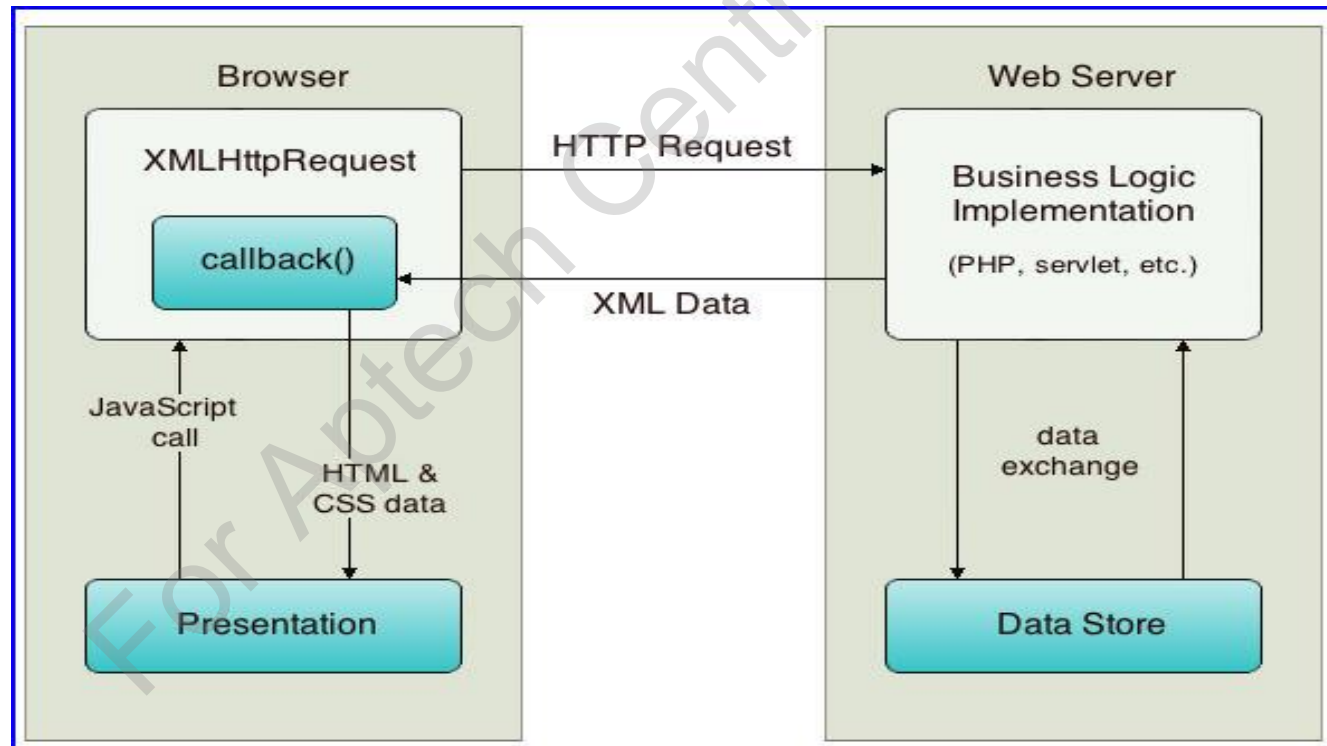 Browser
XMLHttpRequest
callback()
JavaScript
call
HTML &
CSS data
Presentation
HTTP Request
XML Data
Web Server
Business Logic
Implementation
(PHP, servlet, etc.)
data
exchange
Data Store
For Aptech